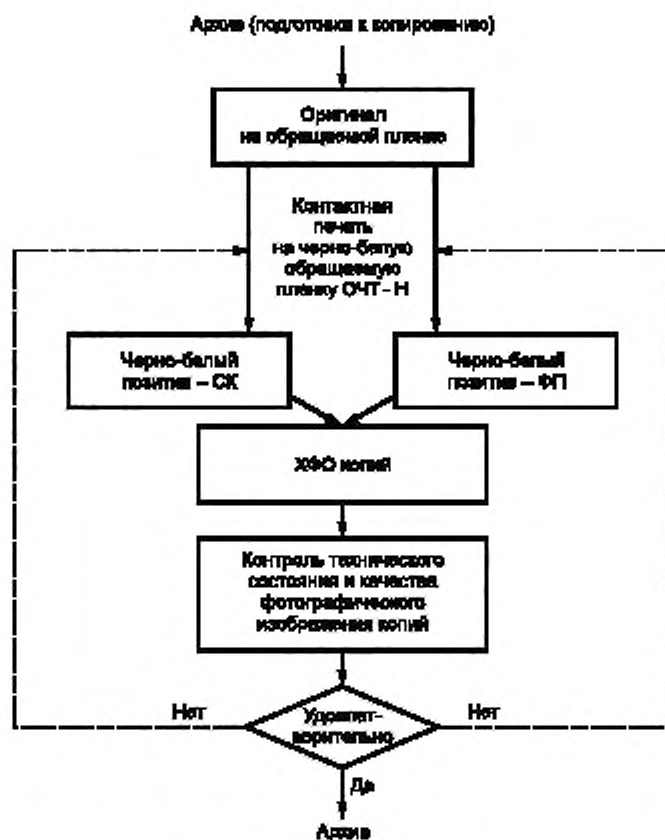 Архив (подготовка к копированию)
Оригинал
на обращаемой пленке
Контактная
печать
на черно-белую
обращаемую
пленку ОЧТ - Н
Черно-белый
позитив – СК
Черно-белый
позитив – ФП
ХФО копий
Контроль технического
состояния и качества
фотографического
изображения копий
Нет
Удовлет-
ворительно
Нет
Да
Архив